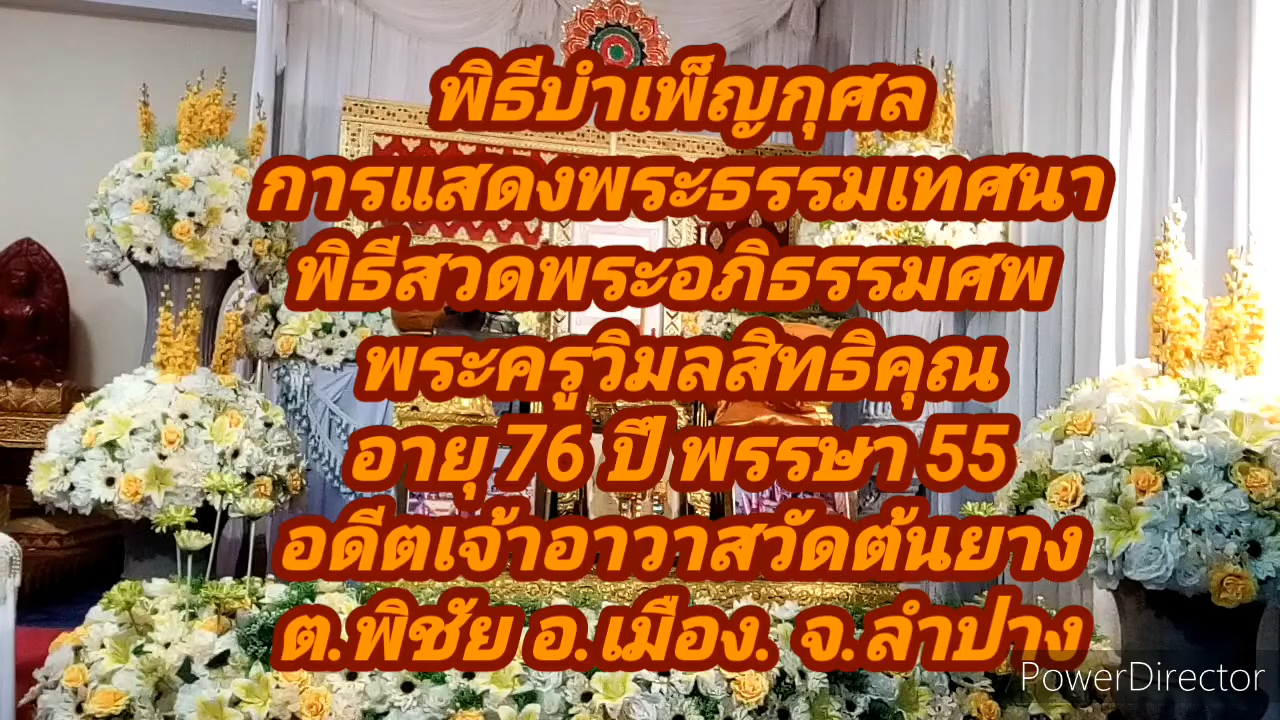 พิธีบำเพ็ญกุศล
การแสดงพระธรรมเทศนา
พิธีสวดพระอภิธรรมศพ
พระครูวิมลสิทธิคุณ
อายุ 76 ปี พรรษา 55
อดีตเจ้าอาวาสวัดต้นยาง
ต.พิชัย อ.เมือง. จ.ลำปาง
PowerDirector